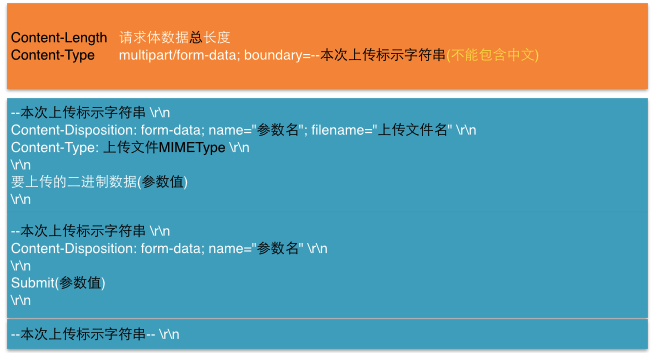 Content-Length 请求体数据总长度
Content-Type multipart/form-data; boundary=--本次上传标示字符串(不能包含中文)
--本次上传标示字符串 \r\n
Content-Disposition: form-data; name="参数名"; filename="上传文件名" \r\n
Content-Type: 上传文件MIMEType \r\n
\r\n
要上传的二进制数据(参数值)
\r\n
--本次上传标示字符串 \r\n
Content-Disposition: form-data; name="参数名" \r\n
\r\n
Submit(参数值)
\r\n
--本次上传标示字符串-- \r\n